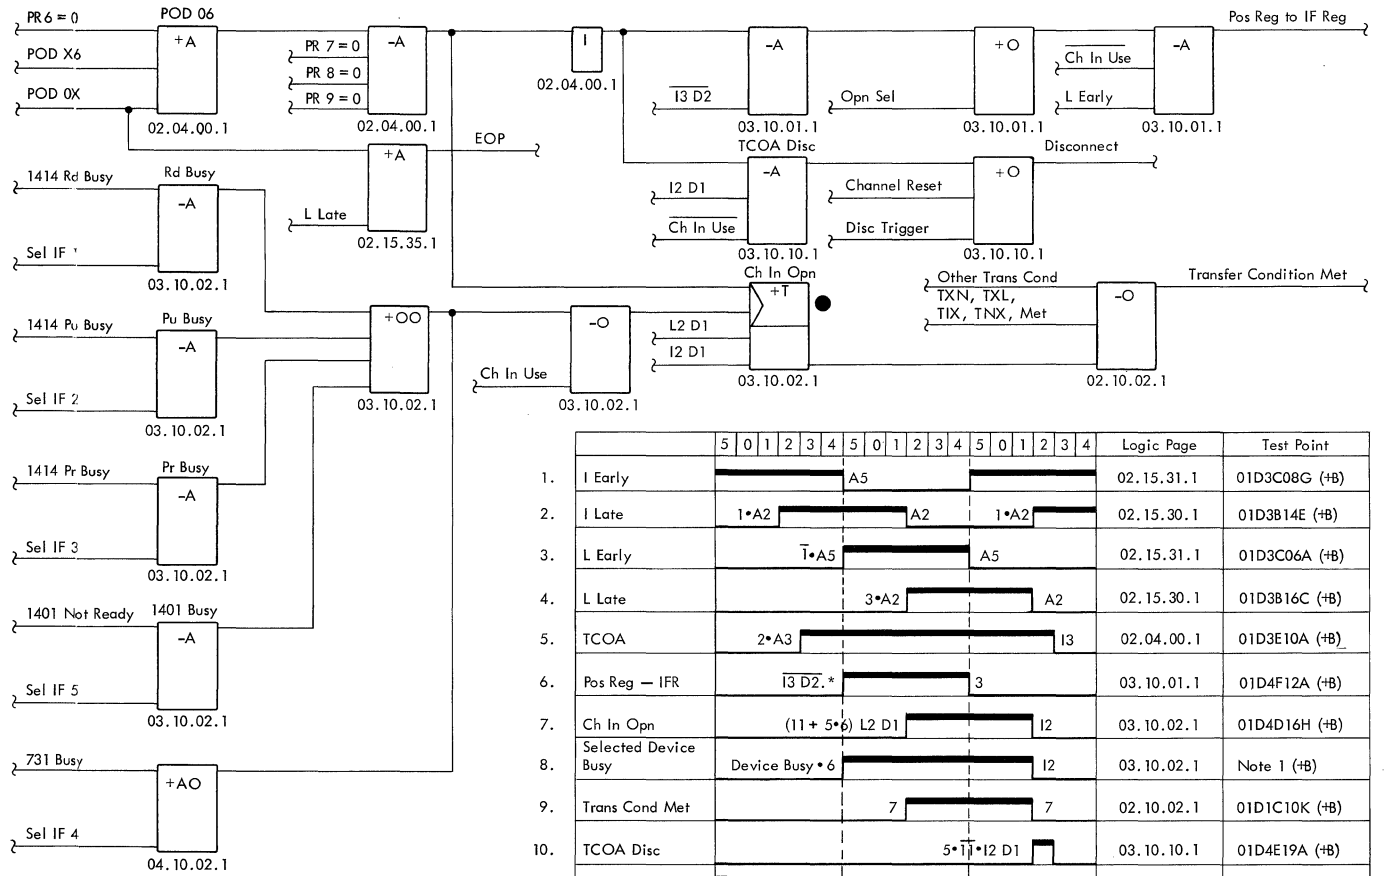 PR6 = 0
POD 06
POD X6
POD 0X
+A
02.04.00.1
PR 7 = 0
PR 8 = 0
PR 9 = 0
-A
02.04.00.1
I
02.04.00.1
I3 D2
-A
03.10.01.1
Opn Sel
+O
03.10.01.1
Ch In Use
L Early
-A
03.10.01.1
Pos Reg to IF Reg
L Late
+A
EOP
02.15.35.1
TCOA Disc
I2 D1
Ch In Use
-A
03.10.10.1
Channel Reset
Disc Trigger
+O
03.10.10.1
Disconnect
1414 Rd Busy
Rd Busy
Sel IF 1
-A
03.10.02.1
1414 Pu Busy
Pu Busy
Sel IF 2
-A
03.10.02.1
1414 Pr Busy
Pr Busy
Sel IF 3
-A
03.10.02.1
1401 Not Ready
1401 Busy
Sel IF 5
-A
03.10.02.1
731 Busy
Sel IF 4
+AO
04.10.02.1
+OO
03.10.02.1
Ch In Use
-O
03.10.02.1
Ch In Opn
L2 D1
I2 D1
+T
03.10.02.1
Other Trans Cond
TXN, TXL,
TIX, TNX, Met
-O
02.10.02.1
Transfer Condition Met
5 0 1 2 3 4 5 0 1 2 3 4 5 0 1 2 3 4 Logic Page Test Point
1. I Early A5 02.15.31.1 01D3C08G (+B)
2. I Late 1•A2 A2 1•A2 02.15.30.1 01D3B14E (+B)
3. L Early 1•A5 A5 02.15.31.1 01D3C06A (+B)
4. L Late 3•A2 A2 02.15.30.1 01D3B16C (+B)
5. TCOA 2•A3 I3 02.04.00.1 01D3E10A (+B)
6. Pos Reg — IFR I3 D2.* 3 03.10.01.1 01D4F12A (+B)
7. Ch In Opn (11 + 5•6) L2 D1 I2 03.10.02.1 01D4D16H (+B)
8. Selected Device
Busy Device Busy • 6 I2 03.10.02.1 Note 1 (+B)
9. Trans Cond Met 7 7 02.10.02.1 01D1C10K (+B)
10. TCOA Disc 5•11•I2 D1 03.10.10.1 01D4E19A (+B)